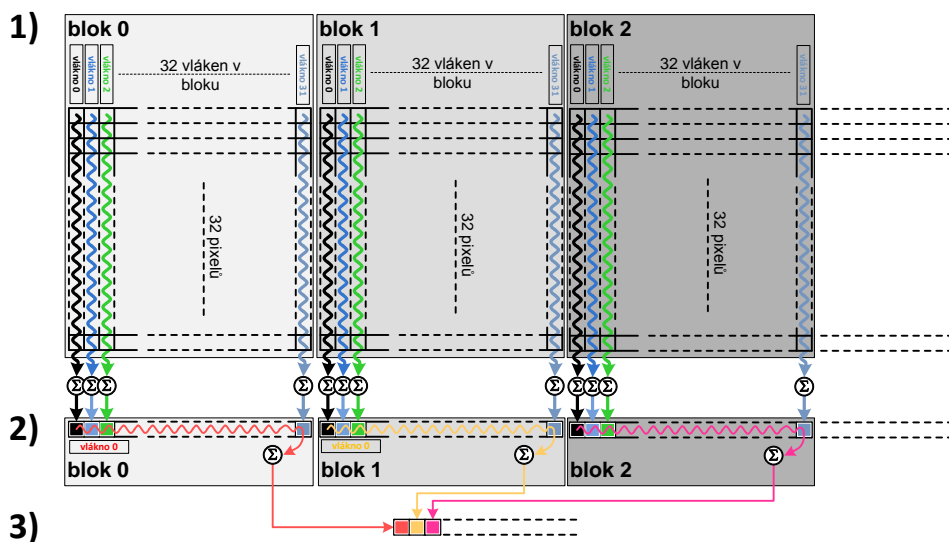 1)
blok 0
blok 1
blok 2
vlákno 0
vlákno 1
vlákno 2
32 vláken v
bloku
vlákno 31
vlákno 0
vlákno 1
vlákno 2
32 vláken v
bloku
vlákno 31
vlákno 0
vlákno 1
vlákno 2
32 vláken v
bloku
vlákno 31
32 pixelů
32 pixelů
32 pixelů
Σ Σ Σ Σ Σ Σ Σ Σ Σ Σ Σ Σ
2)
vlákno 0
vlákno 0
Σ Σ Σ
blok 0
blok 1
blok 2
3)